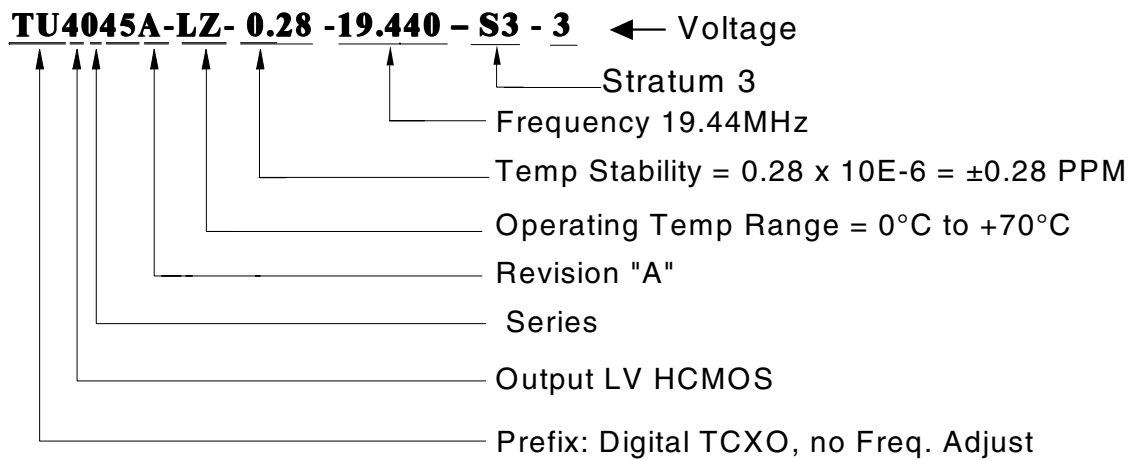 TU4045A-LZ- 0.28 -19.440 – S3 - 3 Voltage
Stratum 3
Frequency 19.44MHz
Temp Stability = 0.28 x 10E-6 = ±0.28 PPM
Operating Temp Range = 0°C to +70°C
Revision "A"
Series
Output LV HCMOS
Prefix: Digital TCXO, no Freq. Adjust